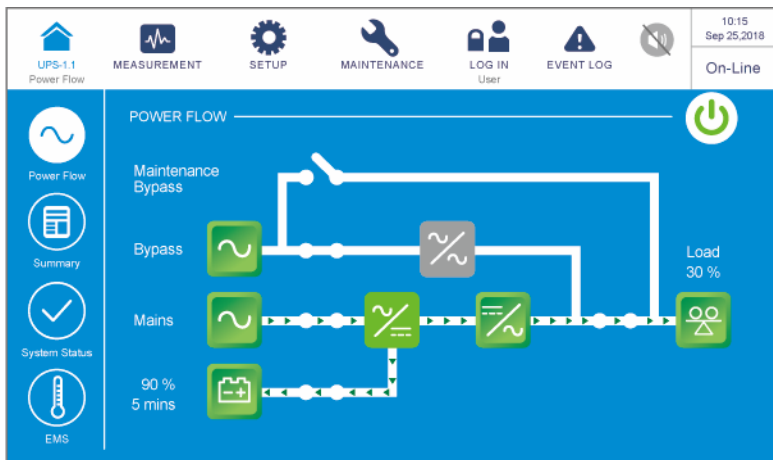 10:15
Sep 25,2018
UPS-1.1
Power Flow
MEASUREMENT
SETUP
MAINTENANCE
LOG IN
User
EVENT LOG
On-Line
POWER FLOW
Power Flow
Summary
System Status
EMS
Maintenance
Bypass
Bypass
Load
30 %
Mains
90 %
5 mins